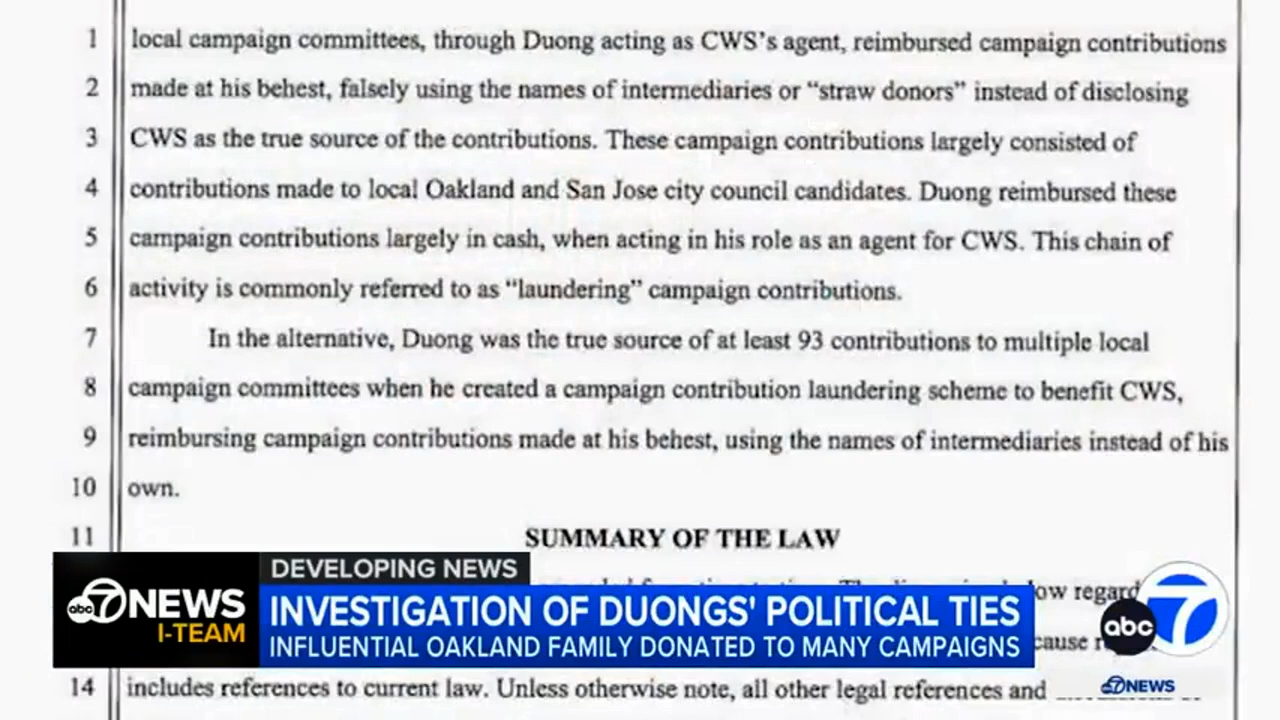 1 local campaign committees, through Duong acting as CWS's agent, reimbursed campaign contributions
2 made at his behest, falsely using the names of intermediaries or “straw donors” instead of disclosing
3 CWS as the true source of the contributions. These campaign contributions largely consisted of
4 contributions made to local Oakland and San Jose city council candidates. Duong reimbursed these
5 campaign contributions largely in cash, when acting in his role as an agent for CWS. This chain of
6 activity is commonly referred to as “laundering” campaign contributions.
7 In the alternative, Duong was the true source of at least 93 contributions to multiple local
8 campaign committees when he created a campaign contribution laundering scheme to benefit CWS,
9 reimbursing campaign contributions made at his behest, using the names of intermediaries instead of his
10 own.
11 SUMMARY OF THE LAW
abc 7 NEWS
I-TEAM
DEVELOPING NEWS
INVESTIGATION OF DUONGS' POLITICAL TIES
INFLUENTIAL OAKLAND FAMILY DONATED TO MANY CAMPAIGNS
abc 7
14 includes references to current law. Unless otherwise note, all other legal references and
7NEWS